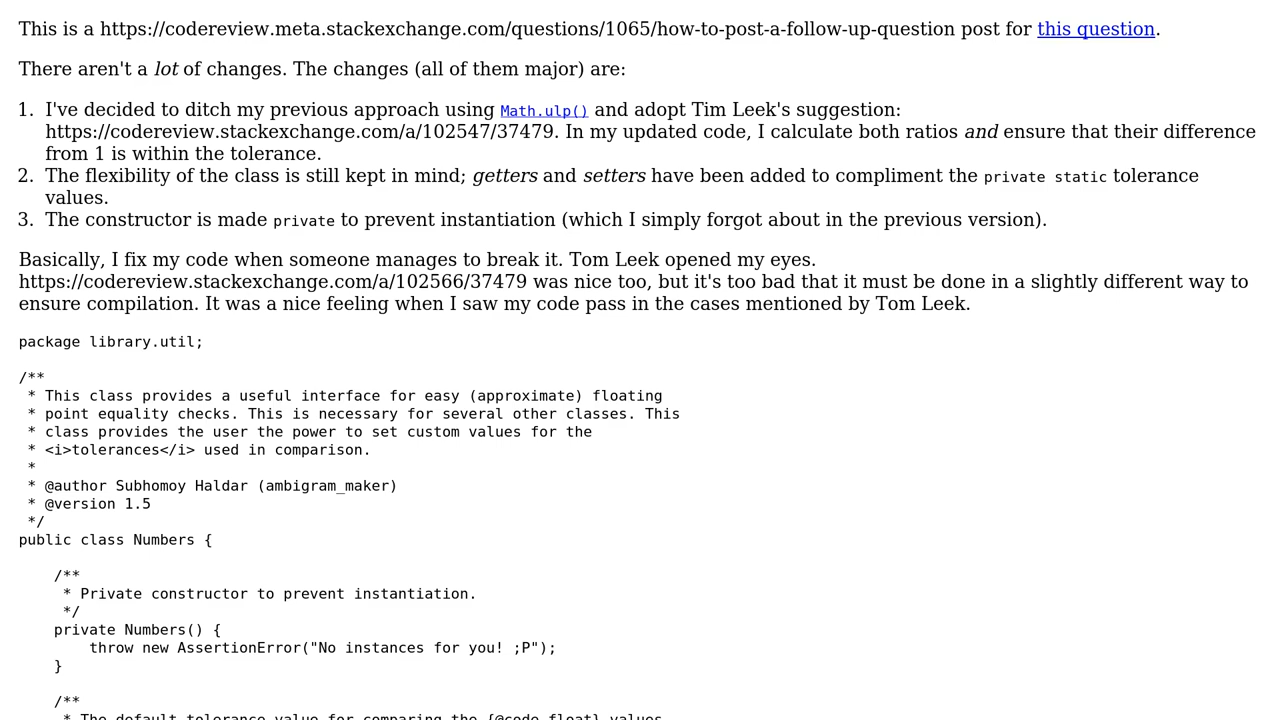 This is a https://codereview.meta.stackexchange.com/questions/1065/how-to-post-a-follow-up-question post for this question.
There aren't a lot of changes. The changes (all of them major) are:
1. I've decided to ditch my previous approach using Math.ulp() and adopt Tim Leek's suggestion:
https://codereview.stackexchange.com/a/102547/37479. In my updated code, I calculate both ratios and ensure that their difference
from 1 is within the tolerance.
2. The flexibility of the class is still kept in mind; getters and setters have been added to compliment the private static tolerance
values.
3. The constructor is made private to prevent instantiation (which I simply forgot about in the previous version).
Basically, I fix my code when someone manages to break it. Tom Leek opened my eyes.
https://codereview.stackexchange.com/a/102566/37479 was nice too, but it's too bad that it must be done in a slightly different way to
ensure compilation. It was a nice feeling when I saw my code pass in the cases mentioned by Tom Leek.
package library.util;
/**
 * This class provides a useful interface for easy (approximate) floating
 * point equality checks. This is necessary for several other classes. This
 * class provides the user the power to set custom values for the
 * <i>tolerances</i> used in comparison.
 *
 * @author Subhomoy Haldar (ambigram_maker)
 * @version 1.5
 */
public class Numbers {
    /**
     * Private constructor to prevent instantiation.
     */
    private Numbers() {
        throw new AssertionError("No instances for you! ;P");
    }
    /**
     * The default tolerance value for comparing the {@code float} values.